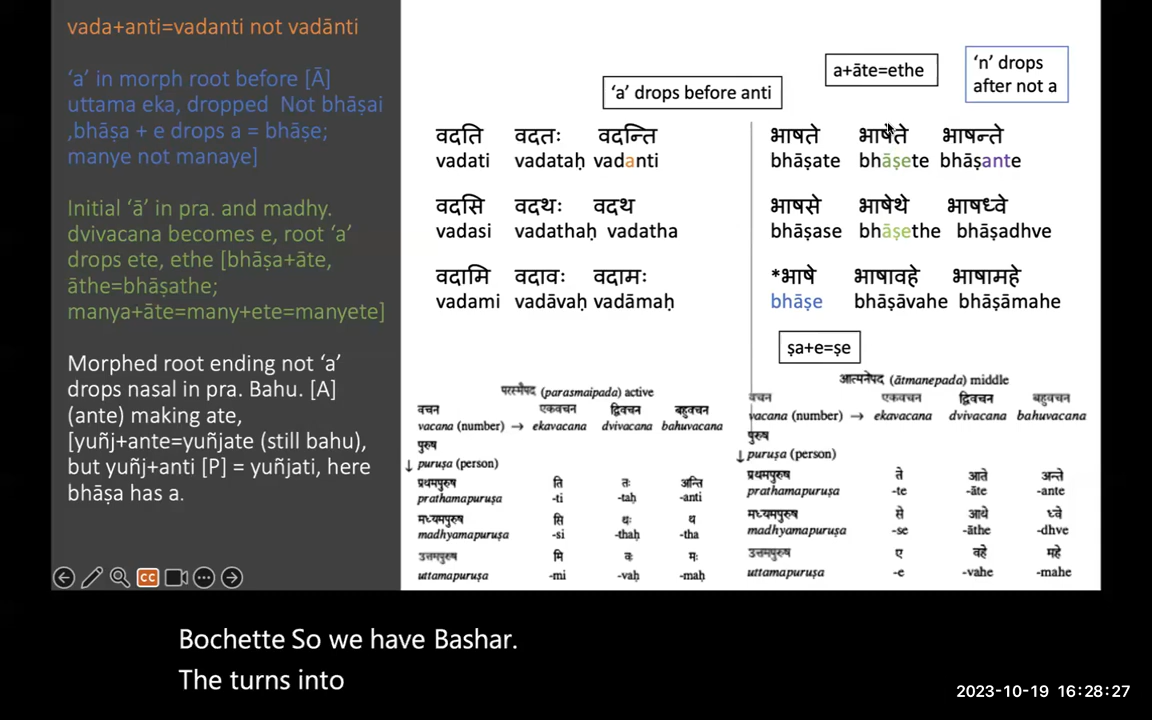 vada+anti=vadanti not vadānti
‘a’ in morph root before [Ā]
uttama eka, dropped  Not bhāṣai
,bhāṣa + e drops a = bhāṣe;
manye not manaye]
Initial ‘ā’ in pra. and madhy.
dvivacana becomes e, root ‘a’
drops ete, ethe [bhāṣa+āte,
āthe=bhāṣathe;
manya+āte=many+ete=manyete]
Morphed root ending not ‘a’
drops nasal in pra. Bahu. [A]
(ante) making ate,
[yuñj+ante=yuñjate (still bahu),
but yuñj+anti [P] = yuñjati, here
bhāṣa has a.
CC
‘a’ drops before anti
a+āte=ethe
‘n’ drops
after not a
वदति वदतः वदन्ति
vadati vadataḥ vadanti
वदसि वदथः वदथ
vadasi vadathaḥ vadatha
वदामि वदावः वदामः
vadami vadāvaḥ vadāmaḥ
भाषते भाषेते भाषन्ते
bhāṣate bhāṣete bhāṣante
भाषसे भाषेथे भाषध्वे
bhāṣase bhāṣethe bhāṣadhve
*भाषे भाषावहे भाषामहे
bhāṣe bhāṣāvahe bhāṣāmahe
ṣa+e=ṣe
परस्मैपद (parasmaipada) active
वचन एकवचन द्विवचन बहुवचन
vacana (number) → ekavacana dvivacana bahuvacana
पुरुष
↓ puruṣa (person)
प्रथमपुरुष ति तः अन्ति
prathamapuruṣa -ti -taḥ -anti
मध्यमपुरुष सि थः थ
madhyamapuruṣa -si -thaḥ -tha
उत्तमपुरुष मि वः मः
uttamapuruṣa -mi -vaḥ -maḥ
आत्मनेपद (ātmanepada) middle
वचन एकवचन द्विवचन बहुवचन
vacana (number) → ekavacana dvivacana bahuvacana
पुरुष
↓ puruṣa (person)
प्रथमपुरुष ते आते अन्ते
prathamapuruṣa -te -āte -ante
मध्यमपुरुष से आथे ध्वे
madhyamapuruṣa -se -āthe -dhve
उत्तमपुरुष ए वहे महे
uttamapuruṣa -e -vahe -mahe
Bochette So we have Bashar.
The turns into
2023-10-19 16:28:27